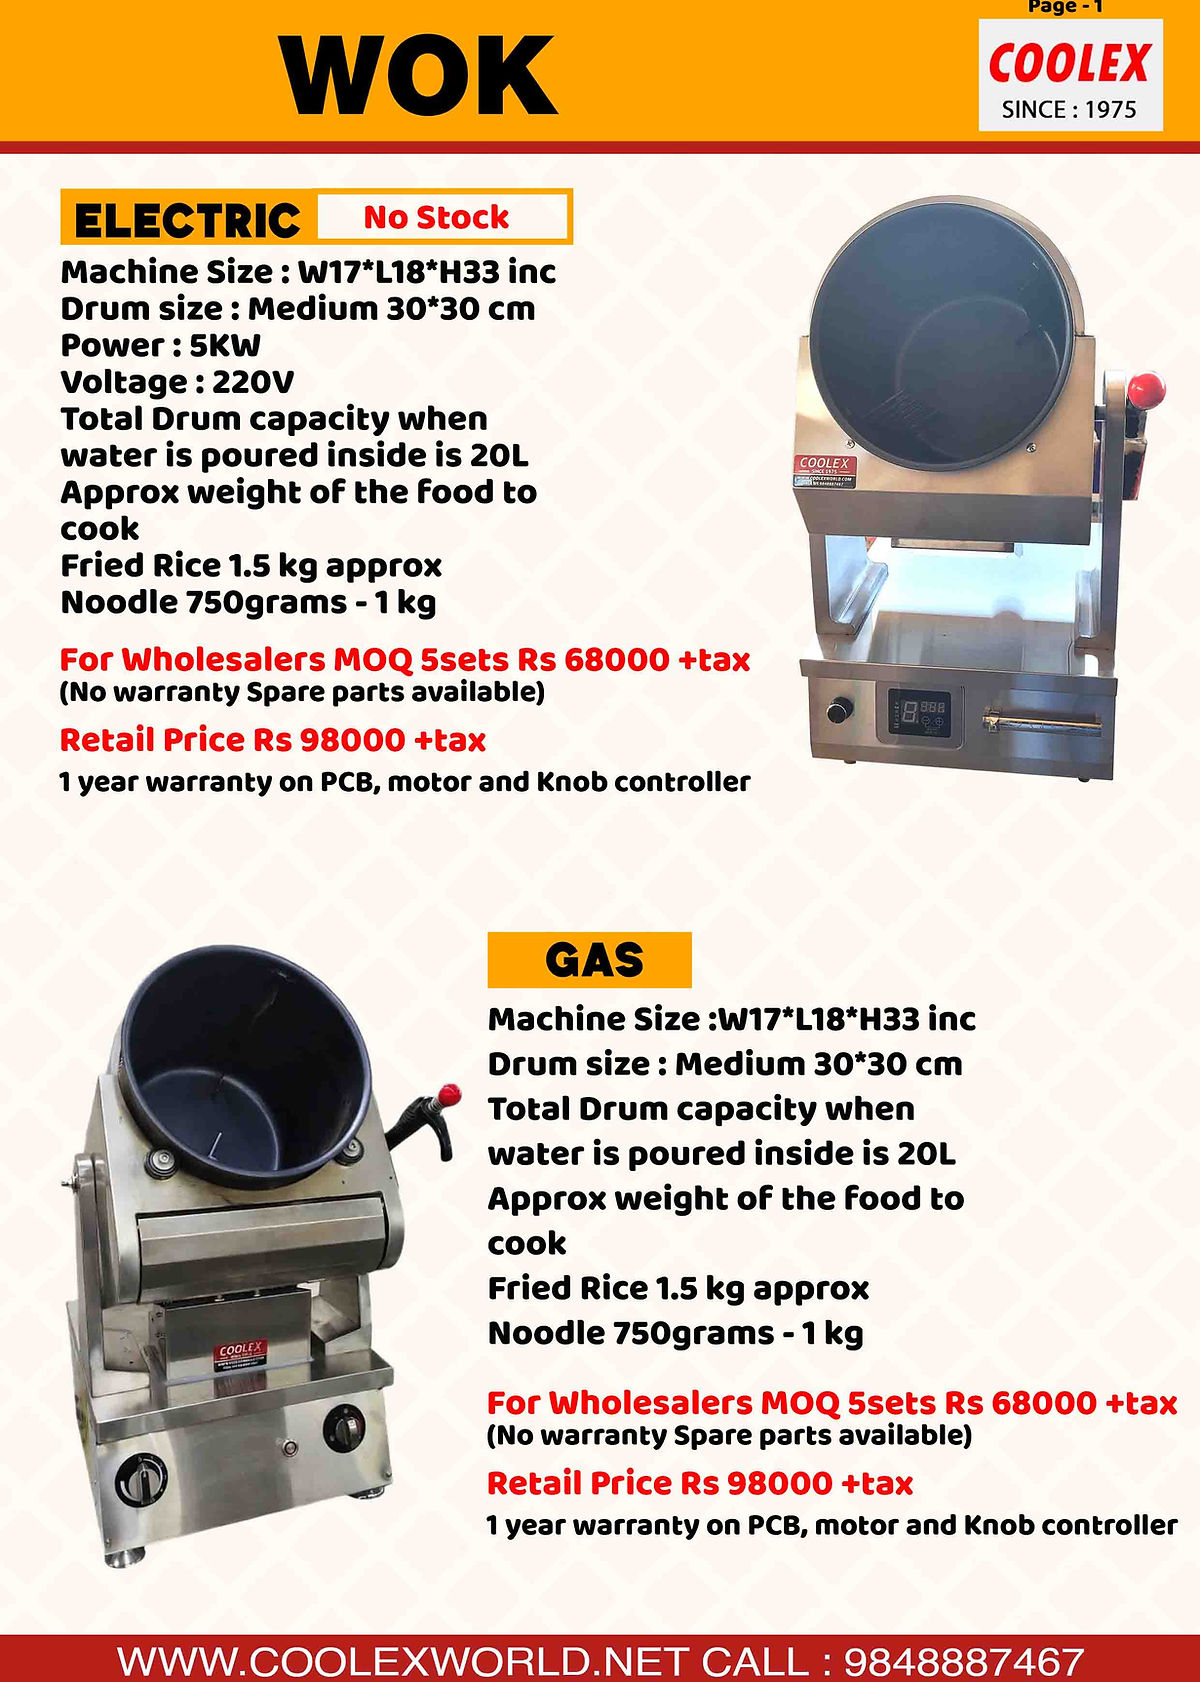 Page - 1
WOK
COOLEX
SINCE : 1975
ELECTRIC
No Stock
Machine Size : W17*L18*H33 inc
Drum size : Medium 30*30 cm
Power : 5KW
Voltage : 220V
Total Drum capacity when
water is poured inside is 20L
Approx weight of the food to
cook
Fried Rice 1.5 kg approx
Noodle 750grams - 1 kg
For Wholesalers MOQ 5sets Rs 68000 +tax
(No warranty Spare parts available)
Retail Price Rs 98000 +tax
1 year warranty on PCB, motor and Knob controller
COOLEX
SINCE 1975
GAS
Machine Size :W17*L18*H33 inc
Drum size : Medium 30*30 cm
Total Drum capacity when
water is poured inside is 20L
Approx weight of the food to
cook
Fried Rice 1.5 kg approx
Noodle 750grams - 1 kg
For Wholesalers MOQ 5sets Rs 68000 +tax
(No warranty Spare parts available)
Retail Price Rs 98000 +tax
1 year warranty on PCB, motor and Knob controller
COOLEX
WWW.COOLEXWORLD.NET CALL : 9848887467